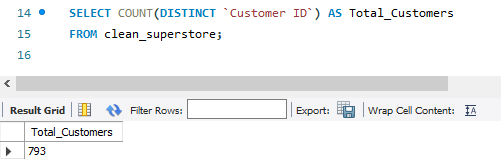 14 SELECT COUNT(DISTINCT `Customer ID`) AS Total_Customers
15 FROM clean_superstore;
16
Result Grid Filter Rows: Export: Wrap Cell Content: IA
Total_Customers
793